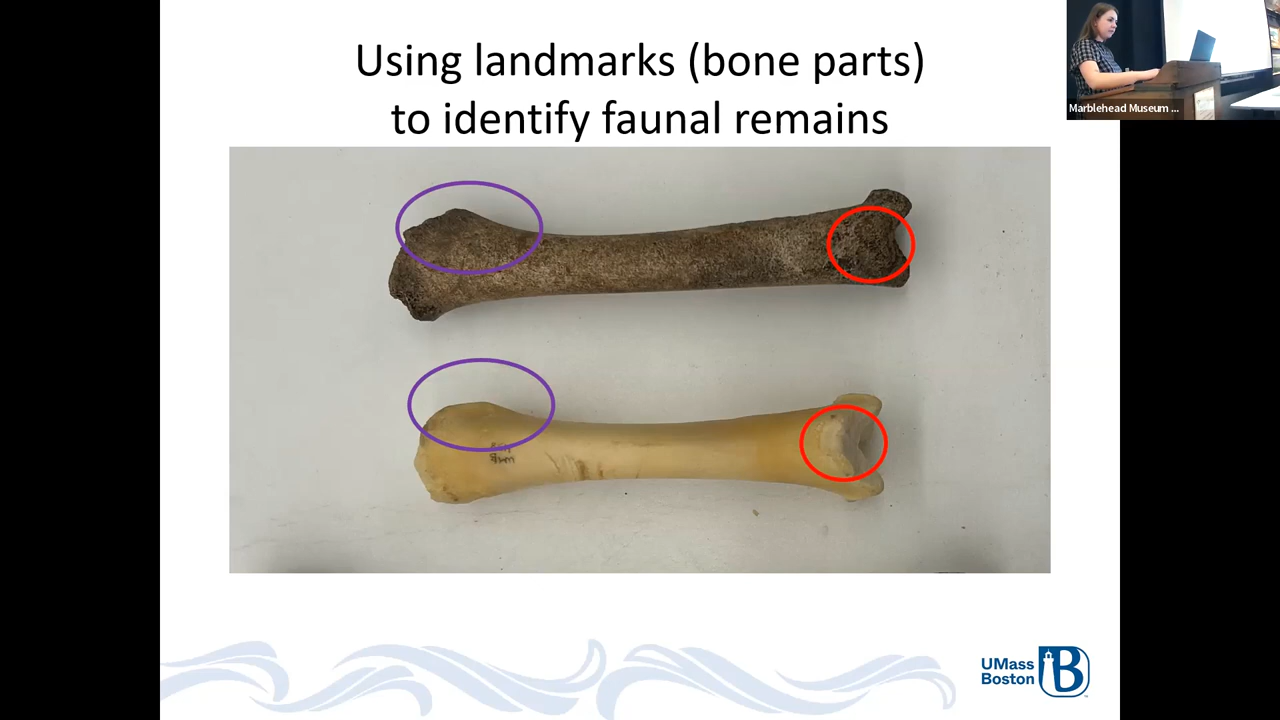 Using landmarks (bone parts)
to identify faunal remains
Marblehead Museum ...
UMass
Boston
B